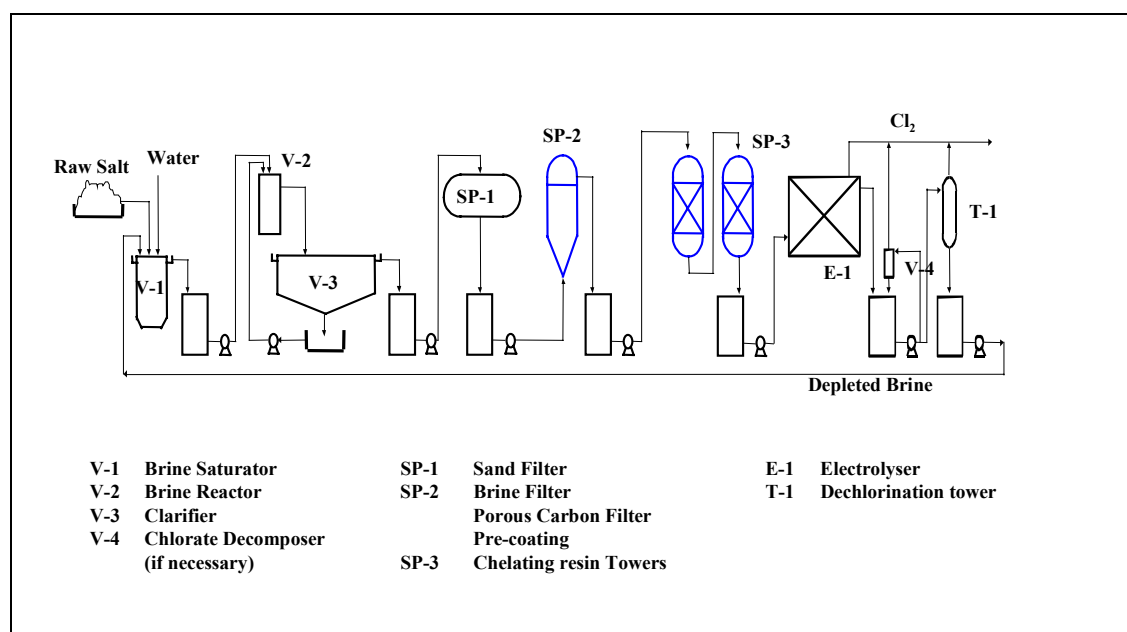 Cl2
SP-2
SP-3
Raw Salt
Water
V-2
SP-1
T-1
V-1
V-3
E-1
V-4
Depleted Brine
V-1 Brine Saturator
V-2 Brine Reactor
V-3 Clarifier
V-4 Chlorate Decomposer
(if necessary)
SP-1 Sand Filter
SP-2 Brine Filter
Porous Carbon Filter
Pre-coating
SP-3 Chelating resin Towers
E-1 Electrolyser
T-1 Dechlorination tower